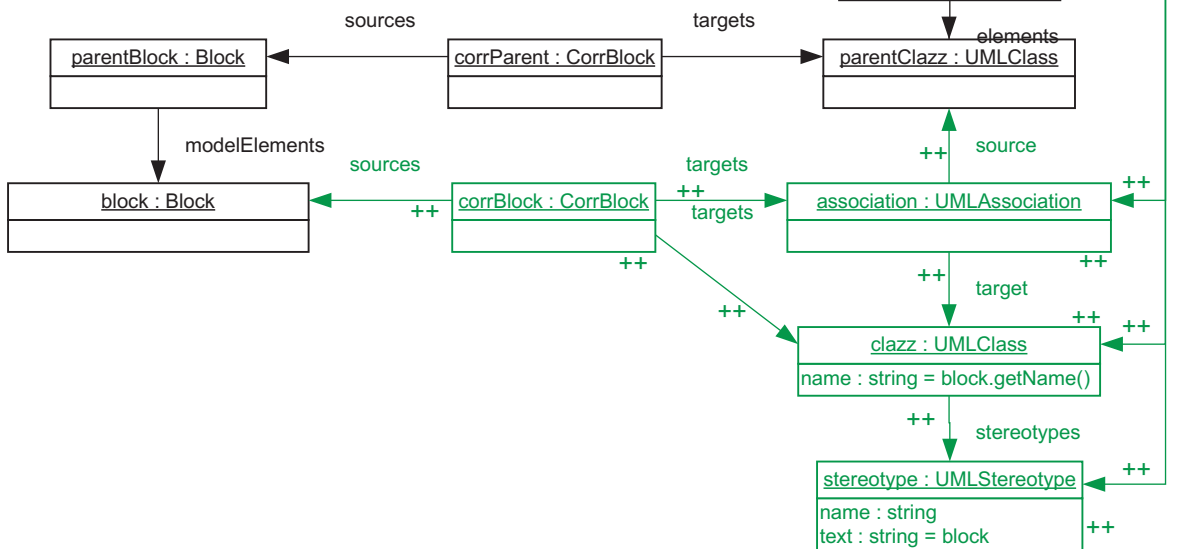 sources
targets
elements
parentBlock : Block
corrParent : CorrBlock
parentClazz : UMLClass
modelElements
++
source
sources
targets
++
++
block : Block
++
corrBlock : CorrBlock
targets
association : UMLAssociation
++
++
++
target
++
++
++
clazz : UMLClass
name : string = block.getName()
++
stereotypes
++
stereotype : UMLStereotype
name : string
++
text : string = block